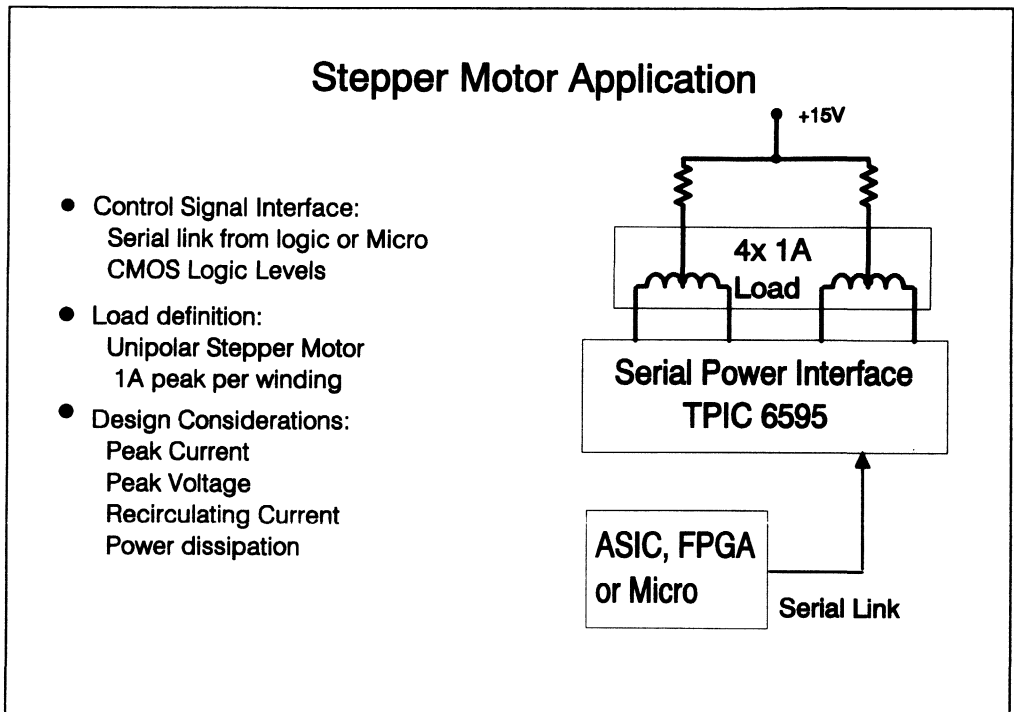 Stepper Motor Application
● Control Signal Interface:
Serial link from logic or Micro
CMOS Logic Levels
● Load definition:
Unipolar Stepper Motor
1A peak per winding
● Design Considerations:
Peak Current
Peak Voltage
Recirculating Current
Power dissipation
+15V
4x 1A
Load
Serial Power Interface
TPIC 6595
ASIC, FPGA
or Micro
Serial Link